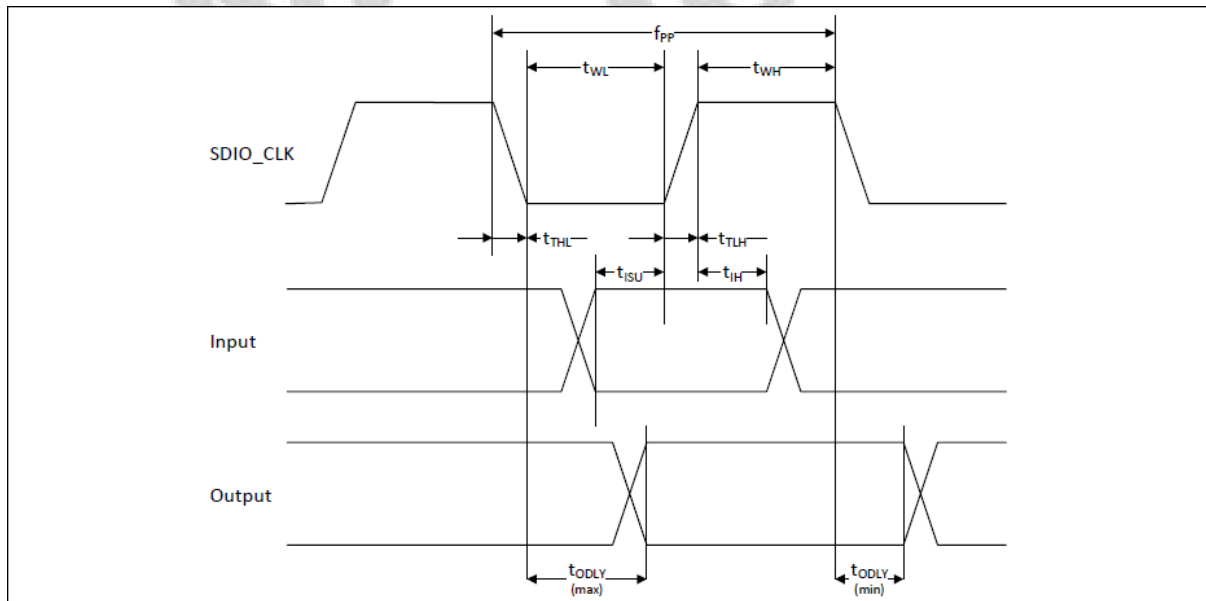 fPP
tWL
tWH
SDIO_CLK
tTHL
tTLH
tISU
tIH
Input
Output
tODLY
(max)
tODLY
(min)